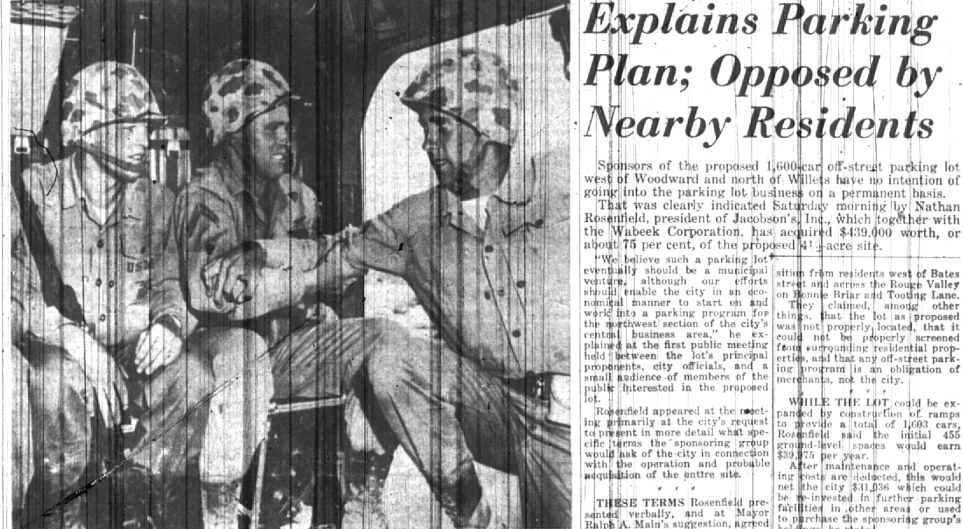 Explains Parking
Plan; Opposed by
Nearby Residents
Sponsors of the proposed 1,600-car off-street parking lot
west of Woodward and north of Willets have no intention of
going into the parking lot business on a permanent basis.
That was clearly indicated Saturday morning by Nathan
Rosenfield, president of Jacobson's, Inc., which together with
the Wabeek Corporation, has acquired $439,000 worth, or
about 75 per cent, of the proposed -acre site.
"We believe such a parking lot
eventually should be a municipal
venture, although our efforts
should enable the city in an eco-
nomical manner to start on and
work into a parking program for
the northwest section of the city's
central business area," he ex-
plained at the first public meeting
held between the lot's principal
proponents, city officials, and a
small audience of members of the
public interested in the proposed
lot.
Rosenfield appeared at the meet-
ing primarily at the city's request
to present in more detail what spe-
cific terms the sponsoring group
would ask of the city in connection
with the operation and probable
acquisition of the entire site.
THESE TERMS Rosenfield pre-
sented verbally, and at Mayor
Ralph A. Main's suggestion, agreed
sition from residents west of Bates
street and across the Rouge Valley
on Bonnie Briar and Tooting Lane.
They claimed, among other
things, that the lot as proposed
was not properly located, that it
could not be properly screened
from surrounding residential prop-
erties, and that any off-street park-
ing program is an obligation of
merchants, not the city.
WHILE THE LOT could be ex-
panded by construction of ramps
to provide a total of 1,603 cars,
Rosenfield said the initial 455
ground-level spaces would earn
$39,975 per year.
After maintenance and operat-
ing costs are deducted, this would
net the city $31,036 which could
be re-invested in further parking
facilities in other areas or used
to purchase the sponsoring group's